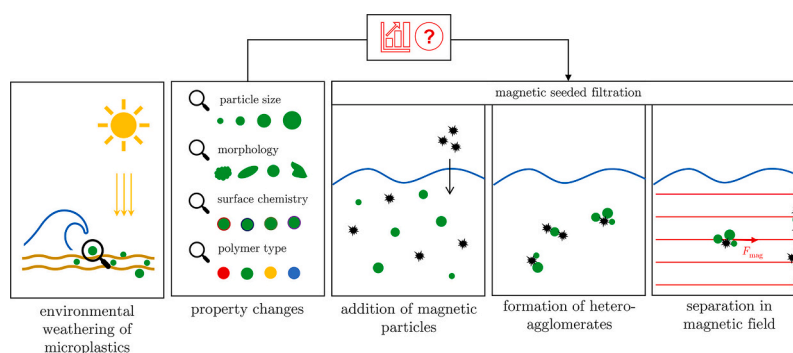 ?
magnetic seeded filtration
particle size
morphology
surface chemistry
polymer type
F_mag
environmental
weathering of
microplastics
property changes
addition of magnetic
particles
formation of hetero-
agglomerates
separation in
magnetic field